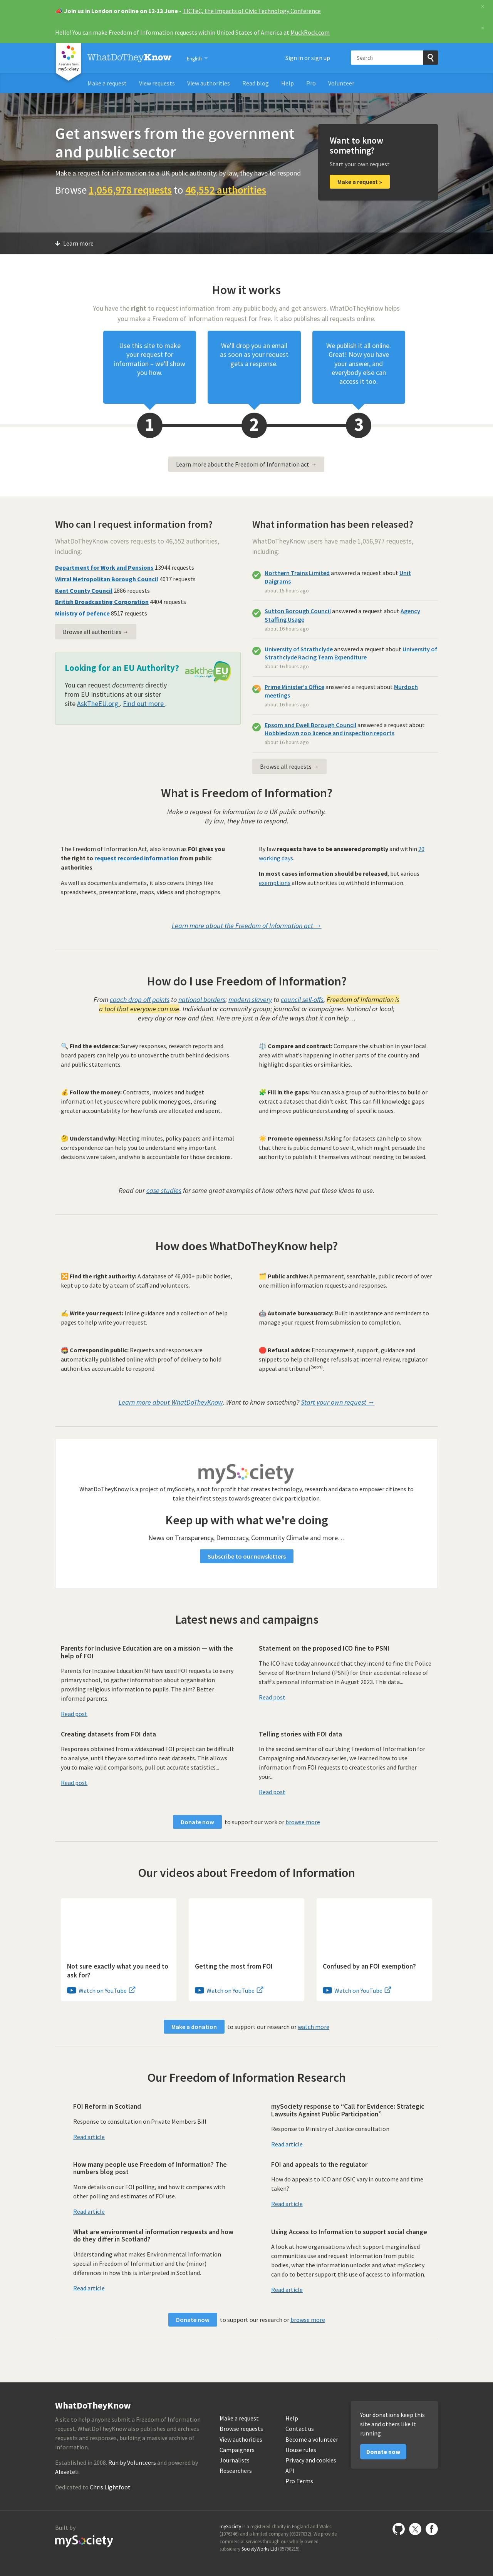 📣 Join us in London or online on 12-13 June - TICTeC, the Impacts of Civic Technology Conference
Hello! You can make Freedom of Information requests within United States of America at MuckRock.com
mySociety
WhatDoTheyKnow
English
Sign in or sign up
Search
Make a request
View requests
View authorities
Read blog
Help
Pro
Volunteer
Get answers from the government
and public sector
Make a request for information to a UK public authority: by law, they have to respond
Browse 1,056,978 requests to 46,552 authorities
Want to know
something?
Start your own request
Make a request »
Learn more
How it works
You have the right to request information from any public body, and get answers. WhatDoTheyKnow helps
you make a Freedom of Information request for free. It also publishes all requests online.
Use this site to make
your request for
information – we'll show
you how.
We'll drop you an email
as soon as your request
gets a response.
We publish it all online.
Great! Now you have
your answer, and
everybody else can
access it too.
1
2
3
Learn more about the Freedom of Information act →
Who can I request information from?
WhatDoTheyKnow covers requests to 46,552 authorities,
including:
Department for Work and Pensions 13944 requests
Wirral Metropolitan Borough Council 4017 requests
Kent County Council 2886 requests
British Broadcasting Corporation 4404 requests
Ministry of Defence 8517 requests
Browse all authorities →
Looking for an EU Authority?
asktheEU
You can request documents directly
from EU Institutions at our sister
site AskTheEU.org . Find out more .
What information has been released?
WhatDoTheyKnow users have made 1,056,977 requests,
including:
Northern Trains Limited answered a request about Unit
Daigrams
about 15 hours ago
Sutton Borough Council answered a request about Agency
Staffing Usage
about 16 hours ago
University of Strathclyde answered a request about University of
Strathclyde Racing Team Expenditure
about 16 hours ago
Prime Minister's Office answered a request about Murdoch
meetings
about 16 hours ago
Epsom and Ewell Borough Council answered a request about
Hobbledown zoo licence and inspection reports
about 16 hours ago
Browse all requests →
What is Freedom of Information?
Make a request for information to a UK public authority.
By law, they have to respond.
The Freedom of Information Act, also known as FOI gives you
the right to request recorded information from public
authorities.
As well as documents and emails, it also covers things like
spreadsheets, presentations, maps, videos and photographs.
By law requests have to be answered promptly and within 20
working days.
In most cases information should be released, but various
exemptions allow authorities to withhold information.
Learn more about the Freedom of Information act →
How do I use Freedom of Information?
From coach drop off points to national borders; modern slavery to council sell-offs, Freedom of Information is
a tool that everyone can use. Individual or community group; journalist or campaigner. National or local;
every day or now and then. Here are just a few of the ways that it can help…
🔍 Find the evidence: Survey responses, research reports and
board papers can help you to uncover the truth behind decisions
and public statements.
⚖️ Compare and contrast: Compare the situation in your local
area with what's happening in other parts of the country and
highlight disparities or similarities.
💰 Follow the money: Contracts, invoices and budget
information let you see where public money goes, ensuring
greater accountability for how funds are allocated and spent.
🧩 Fill in the gaps: You can ask a group of authorities to build or
extract a dataset that didn't exist. This can fill knowledge gaps
and improve public understanding of specific issues.
🤔 Understand why: Meeting minutes, policy papers and internal
correspondence can help you to understand why important
decisions were taken, and who is accountable for those decisions.
☀️ Promote openness: Asking for datasets can help to show
that there is public demand to see it, which might persuade the
authority to publish it themselves without needing to be asked.
Read our case studies for some great examples of how others have put these ideas to use.
How does WhatDoTheyKnow help?
🔀 Find the right authority: A database of 46,000+ public bodies,
kept up to date by a team of staff and volunteers.
🗂️ Public archive: A permanent, searchable, public record of over
one million information requests and responses.
✍️ Write your request: Inline guidance and a collection of help
pages to help write your request.
🤖 Automate bureaucracy: Built in assistance and reminders to
manage your request from submission to completion.
📮 Correspond in public: Requests and responses are
automatically published online with proof of delivery to hold
authorities accountable to respond.
🛑 Refusal advice: Encouragement, support, guidance and
snippets to help challenge refusals at internal review, regulator
appeal and tribunal[soon].
Learn more about WhatDoTheyKnow. Want to know something? Start your own request →
mySociety
WhatDoTheyKnow is a project of mySociety, a not for profit that creates technology, research and data to empower citizens to
take their first steps towards greater civic participation.
Keep up with what we're doing
News on Transparency, Democracy, Community Climate and more…
Subscribe to our newsletters
Latest news and campaigns
Parents for Inclusive Education are on a mission — with the
help of FOI
Parents for Inclusive Education NI have used FOI requests to every
primary school, to gather information about organisation
providing religious information to pupils. The aim? Better
informed parents.
Read post
Statement on the proposed ICO fine to PSNI
The ICO have today announced that they intend to fine the Police
Service of Northern Ireland (PSNI) for their accidental release of
staff's personal information in August 2023. This data...
Read post
Creating datasets from FOI data
Responses obtained from a widespread FOI project can be difficult
to analyse, until they are sorted into neat datasets. This allows
you to make valid comparisons, pull out accurate statistics...
Read post
Telling stories with FOI data
In the second seminar of our Using Freedom of Information for
Campaigning and Advocacy series, we learned how to use
information from FOI requests to create stories and further
your...
Read post
Donate now to support our work or browse more
Our videos about Freedom of Information
Not sure exactly what you need to
ask for?
Watch on YouTube
Getting the most from FOI
Watch on YouTube
Confused by an FOI exemption?
Watch on YouTube
Make a donation to support our research or watch more
Our Freedom of Information Research
FOI Reform in Scotland
Response to consultation on Private Members Bill
Read article
mySociety response to “Call for Evidence: Strategic
Lawsuits Against Public Participation”
Response to Ministry of Justice consultation
Read article
How many people use Freedom of Information? The
numbers blog post
More details on our FOI polling, and how it compares with
other polling and estimates of FOI use.
Read article
FOI and appeals to the regulator
How do appeals to ICO and OSIC vary in outcome and time
taken?
Read article
What are environmental information requests and how
do they differ in Scotland?
Understanding what makes Environmental Information
special in Freedom of Information and the (minor)
differences in how this is interpreted in Scotland.
Read article
Using Access to Information to support social change
A look at how organisations which support marginalised
communities use and request information from public
bodies, what the information unlocks and what mySociety
can do to better support this use of access to information.
Read article
Donate now to support our research or browse more
WhatDoTheyKnow
A site to help anyone submit a Freedom of Information
request. WhatDoTheyKnow also publishes and archives
requests and responses, building a massive archive of
information.
Established in 2008. Run by Volunteers and powered by
Alaveteli.
Dedicated to Chris Lightfoot.
Make a request
Browse requests
View authorities
Campaigners
Journalists
Researchers
Help
Contact us
Become a volunteer
House rules
Privacy and cookies
API
Pro Terms
Your donations keep this
site and others like it
running
Donate now
Built by
mySociety
mySociety is a registered charity in England and Wales
(1076346) and a limited company (03277032). We provide
commercial services through our wholly owned
subsidiary SocietyWorks Ltd (05798215).